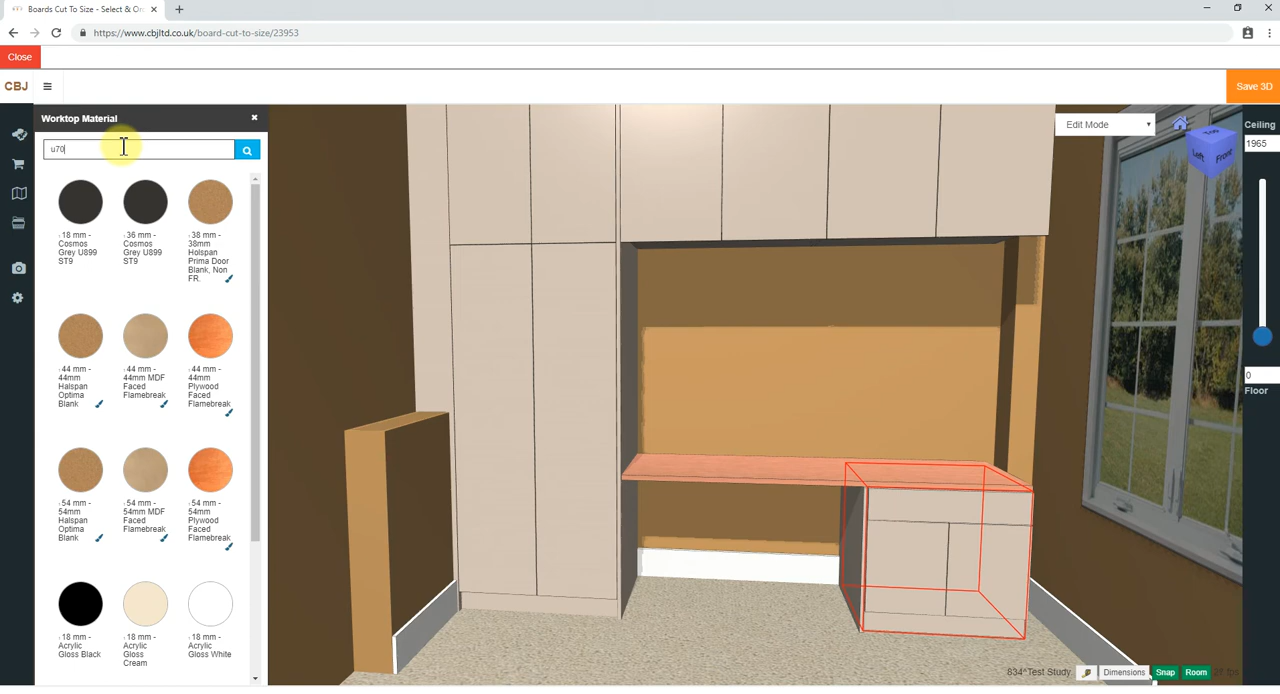 Boards Cut To Size - Select & Or
https://www.cbjltd.co.uk/board-cut-to-size/23953
Close
CBJ
Save 3D
Worktop Material
u70
18 mm -
Cosmos
Grey U899
ST9
36 mm -
Cosmos
Grey U899
ST9
38 mm -
38mm
Holspan
Prima Door
Blank, Non
FR.
44 mm -
44mm
Halspan
Optima
Blank
44 mm -
44mm MDF
Faced
Flamebreak
44 mm -
44mm
Plywood
Faced
Flamebreak
54 mm -
54mm
Halspan
Optima
Blank
54 mm -
54mm MDF
Faced
Flamebreak
54 mm -
54mm
Plywood
Faced
Flamebreak
18 mm -
Acrylic
Gloss Black
18 mm -
Acrylic
Gloss
Cream
18 mm -
Acrylic
Gloss White
Edit Mode
Top
Left
Front
Ceiling
1965
0
Floor
834^Test Study
Dimensions
Snap
Room
fps